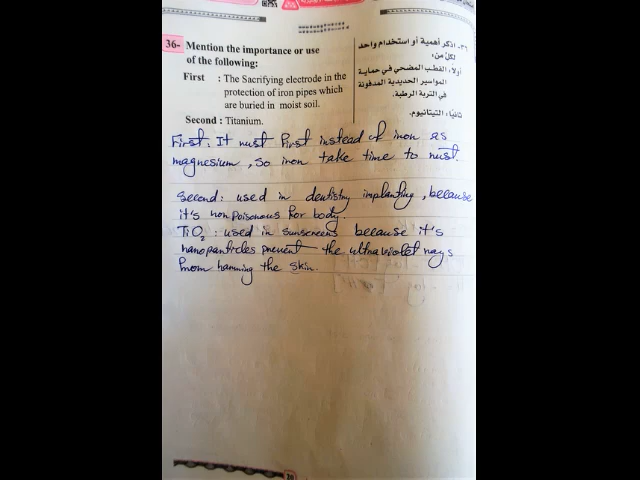 36- Mention the importance or use
of the following:
First : The Sacrifying electrode in the
protection of iron pipes which
are buried in moist soil.
Second : Titanium.
٣٦- اذكر أهمية أو استخدام واحد
لكل من:
أولاً: القطب المضحي في حماية
المواسير الحديدية المدفونة
في التربة الرطبة.
ثانيًا: التيتانيوم.
First: It rust first instead of iron as
magnesium, so iron take time to rust.
Second: used in dentistry implanting, because
it's non poisonous for body.
TiO2: used in sunscreens because it's
nanoparticles prevent the ultraviolet rays
from harming the skin.
20